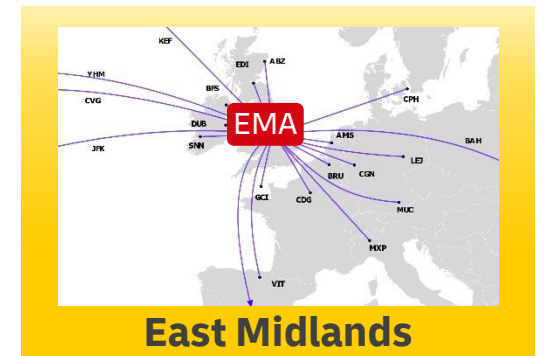 KEF
EDI
ABZ
YHM
BFS
CVG
CPH
DUB
EMA
JFK
SNN
AMS
BAH
LEJ
BRU
CGN
GCI
CDG
MUC
MXP
VIT
East Midlands